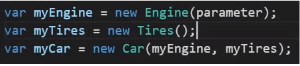 var myEngine = new Engine(parameter);
var myTires = new Tires();
var myCar = new Car(myEngine, myTires);